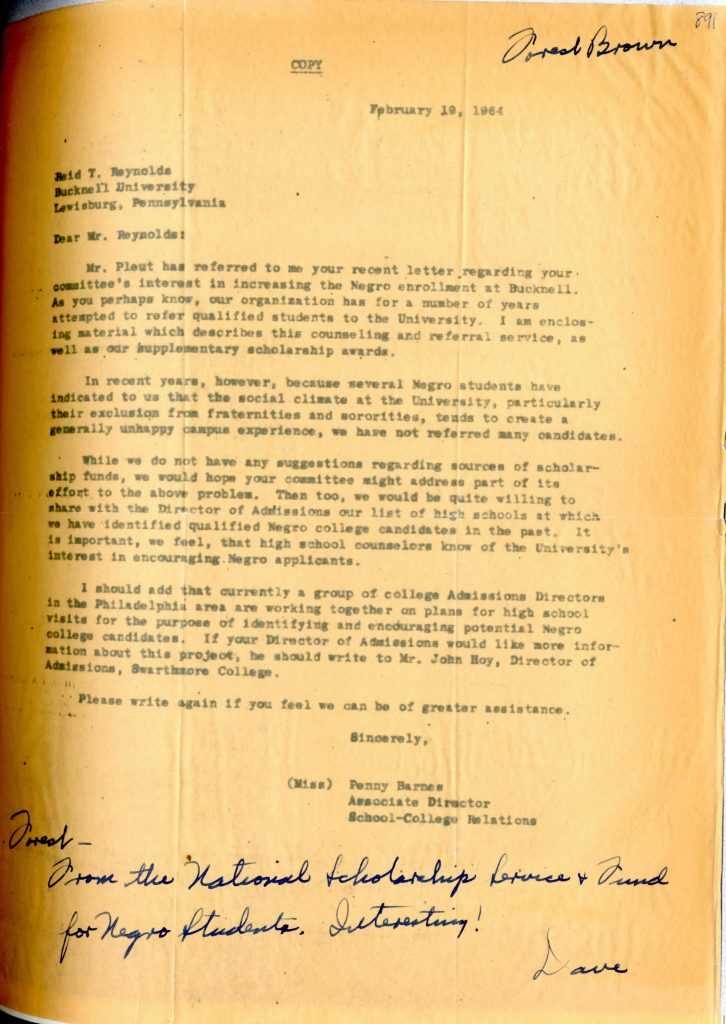 291
Forest Brown
COPY
February 19, 1964
Reid T. Reynolds
Bucknell University
Lewisburg, Pennsylvania
Dear Mr. Reynolds:
Mr. Plaut has referred to me your recent letter regarding your
committee's interest in increasing the Negro enrollment at Bucknell.
As you perhaps know, our organization has for a number of years
attempted to refer qualified students to the University. I am enclos-
ing material which describes this counseling and referral service, as
well as our supplementary scholarship awards.
In recent years, however, because several Negro students have
indicated to us that the social climate at the University, particularly
their exclusion from fraternities and sororities, tends to create a
generally unhappy campus experience, we have not referred many candidates.
While we do not have any suggestions regarding sources of scholar-
ship funds, we would hope your committee might address part of its
effort to the above problem. Then too, we would be quite willing to
share with the Director of Admissions our list of high schools at which
we have identified qualified Negro college candidates in the past. It
is important, we feel, that high school counselors know of the University's
interest in encouraging Negro applicants.
I should add that currently a group of college Admissions Directors
in the Philadelphia area are working together on plans for high school
visits for the purpose of identifying and encouraging potential Negro
college candidates. If your Director of Admissions would like more infor-
mation about this project, he should write to Mr. John Hoy, Director of
Admissions, Swarthmore College.
Please write again if you feel we can be of greater assistance.
Sincerely,
(Miss) Penny Barnes
Associate Director
School-College Relations
Forest –
From the National Scholarship Service + Fund
for Negro Students. Interesting!
Dave